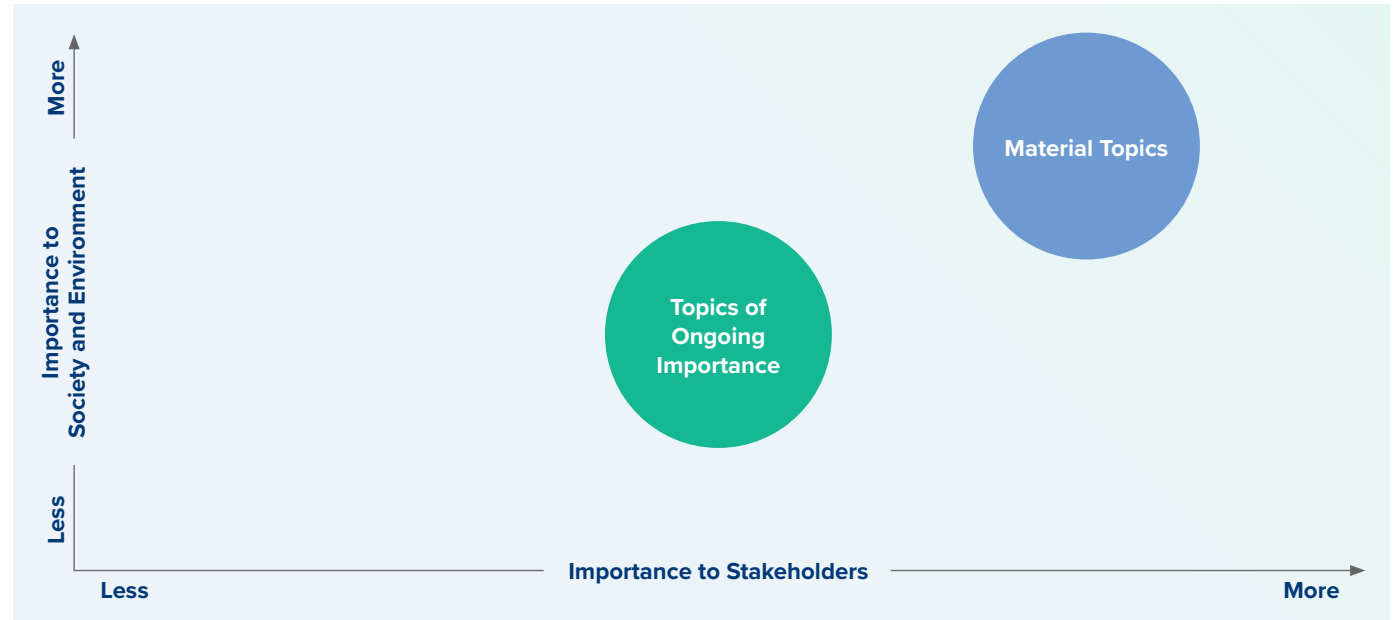 More
Importance to
Society and Environment
Less
Material Topics
Topics of
Ongoing
Importance
Importance to Stakeholders
Less
More